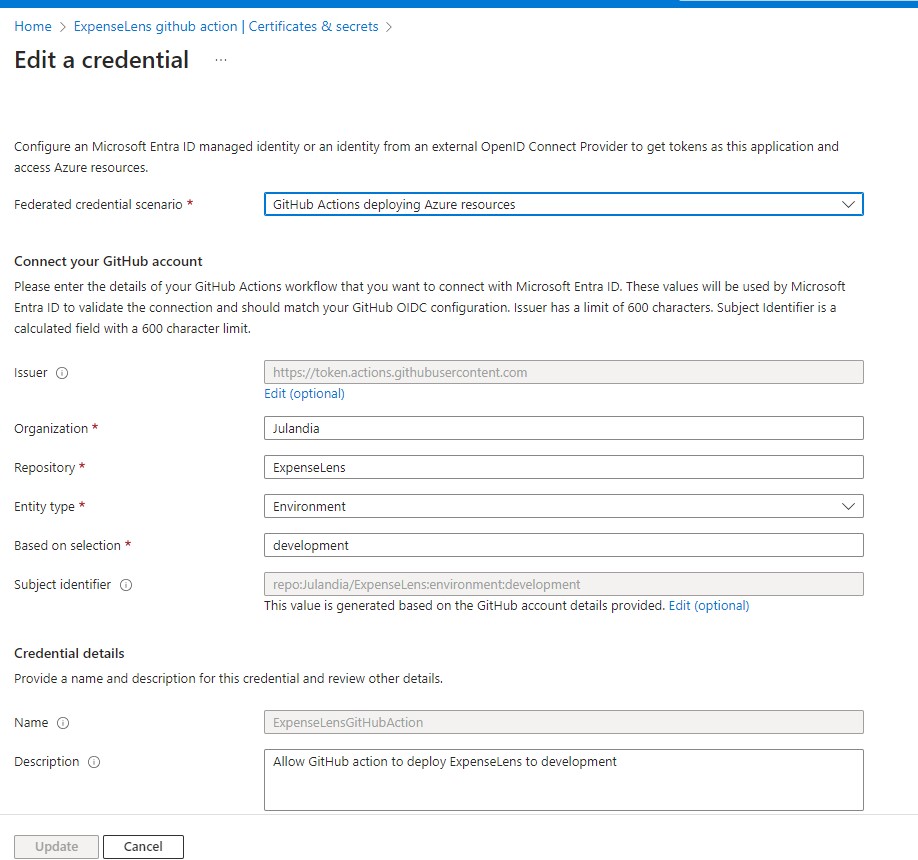 Home > ExpenseLens github action | Certificates & secrets >
Edit a credential ...
Configure an Microsoft Entra ID managed identity or an identity from an external OpenID Connect Provider to get tokens as this application and
access Azure resources.
Federated credential scenario * GitHub Actions deploying Azure resources
Connect your GitHub account
Please enter the details of your GitHub Actions workflow that you want to connect with Microsoft Entra ID. These values will be used by Microsoft
Entra ID to validate the connection and should match your GitHub OIDC configuration. Issuer has a limit of 600 characters. Subject Identifier is a
calculated field with a 600 character limit.
Issuer https://token.actions.githubusercontent.com
Edit (optional)
Organization * Julandia
Repository * ExpenseLens
Entity type * Environment
Based on selection * development
Subject identifier repo:Julandia/ExpenseLens:environment:development
This value is generated based on the GitHub account details provided. Edit (optional)
Credential details
Provide a name and description for this credential and review other details.
Name ExpenseLensGitHubAction
Description Allow GitHub action to deploy ExpenseLens to development
Update Cancel